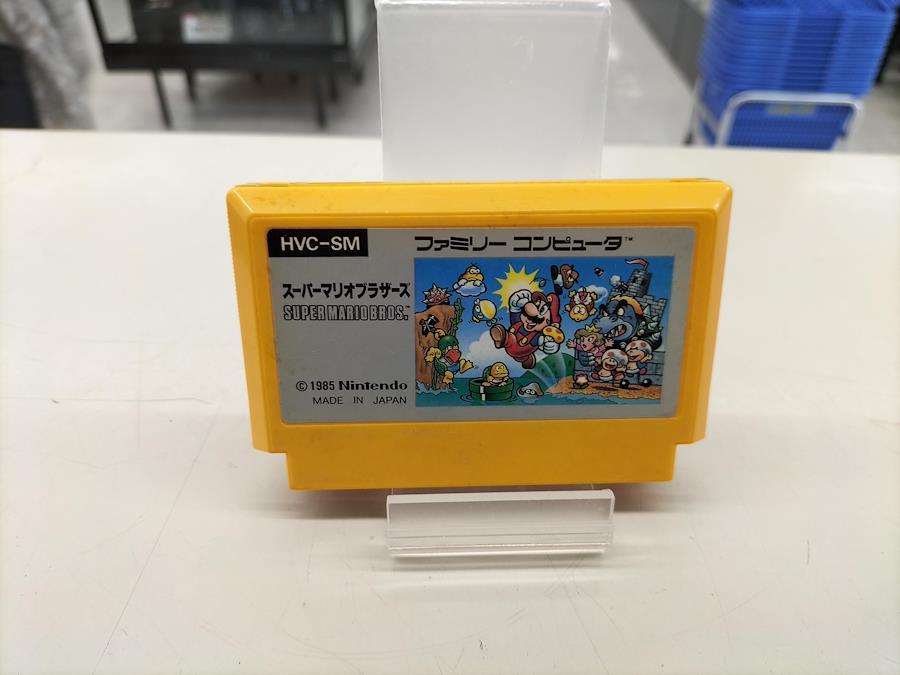 HVC-SM
ファミリー コンピュータ™
スーパーマリオブラザーズ
SUPER MARIO BROS.™
© 1985 Nintendo
MADE IN JAPAN